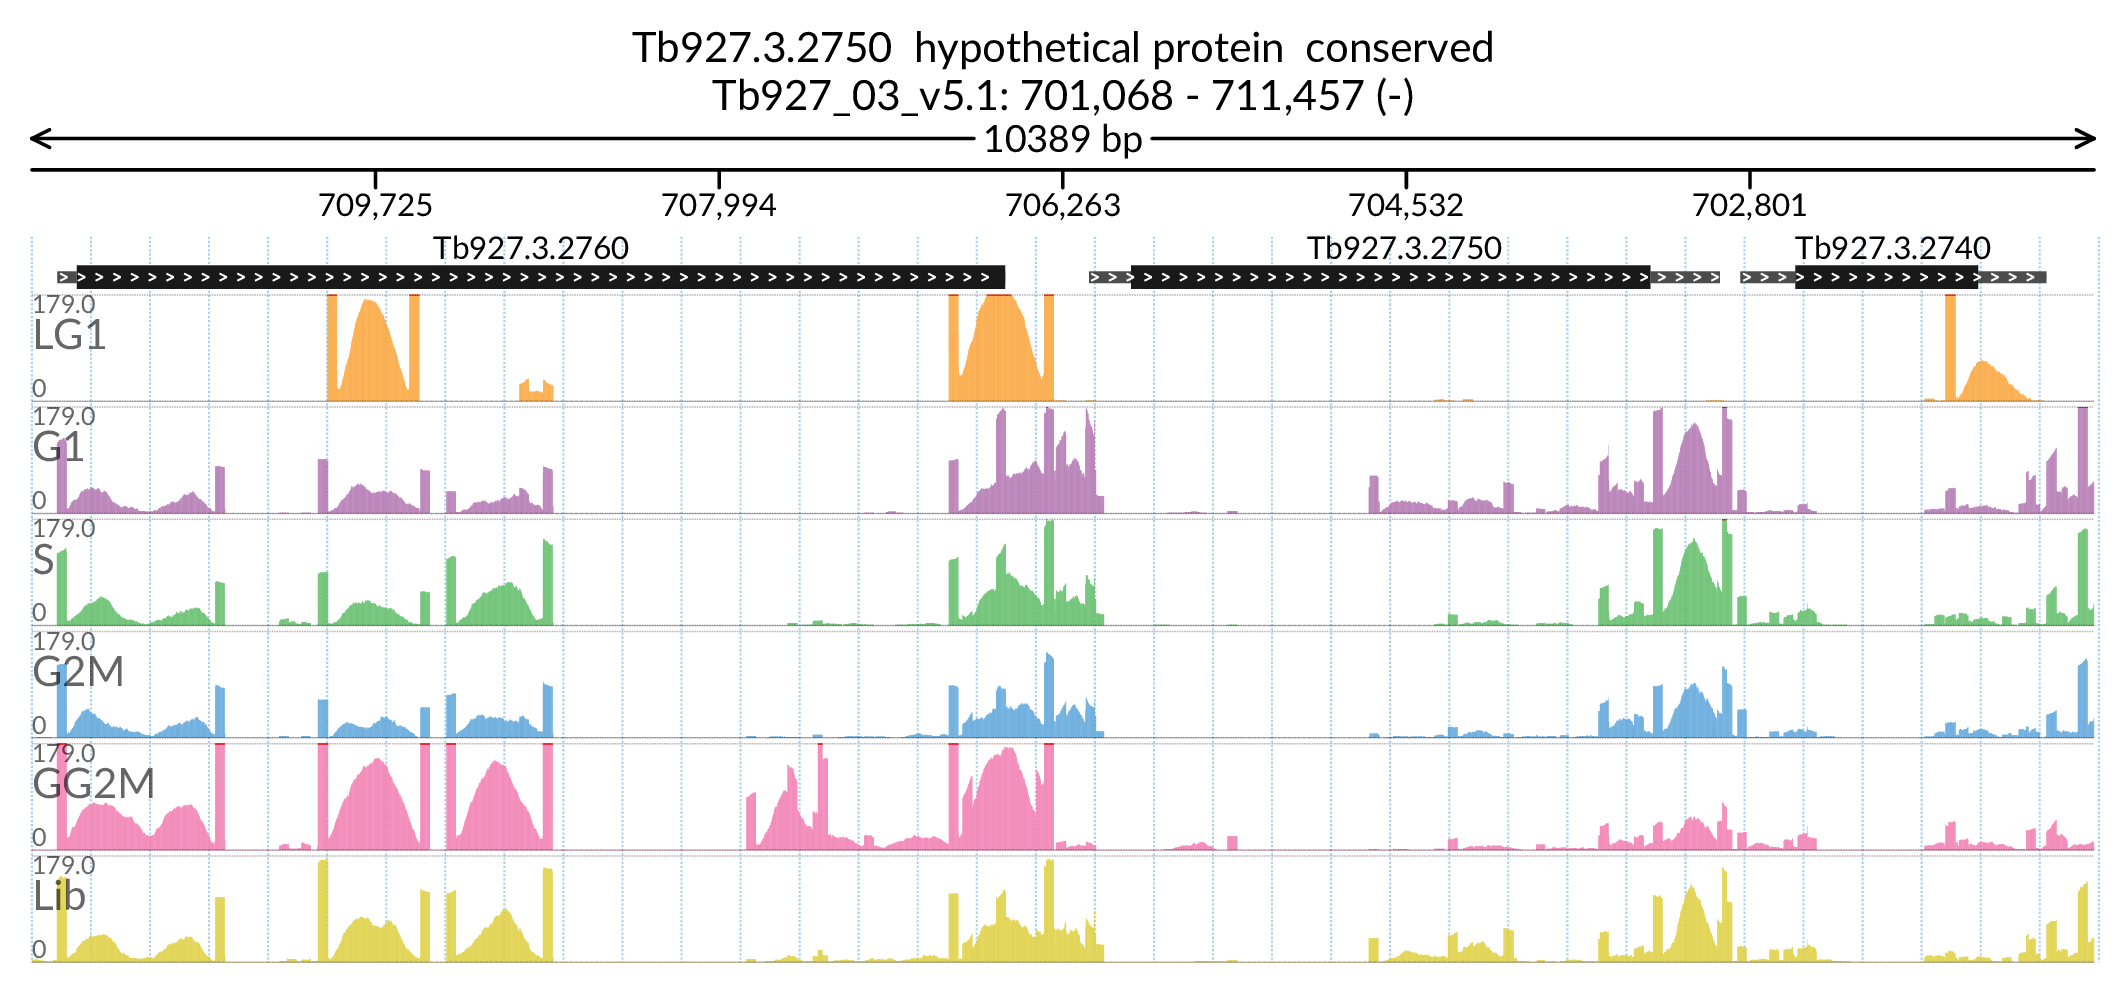 Tb927.3.2750 hypothetical protein conserved
Tb927_03_v5.1: 701,068 - 711,457 (-)
10389 bp
709,725 707,994 706,263 704,532 702,801
Tb927.3.2760 Tb927.3.2750 Tb927.3.2740
179.0
LG1
0
179.0
G1
0
179.0
S
0
179.0
G2M
0
179.0
GG2M
0
179.0
Lib
0